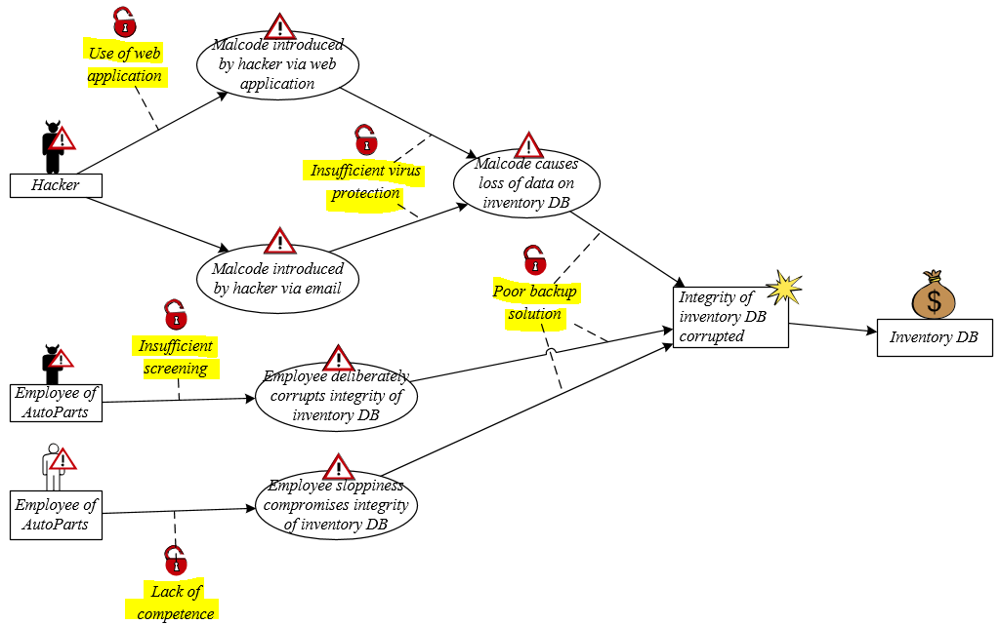 Use of web
application
Malcode introduced
by hacker via web
application
Hacker
Insufficient virus
protection
Malcode causes
loss of data on
inventory DB
Malcode introduced
by hacker via email
Poor backup
solution
Integrity of
inventory DB
corrupted
$
Inventory DB
Insufficient
screening
Employee of
AutoParts
Employee deliberately
corrupts integrity of
inventory DB
Employee of
AutoParts
Employee sloppiness
compromises integrity
of inventory DB
Lack of
competence